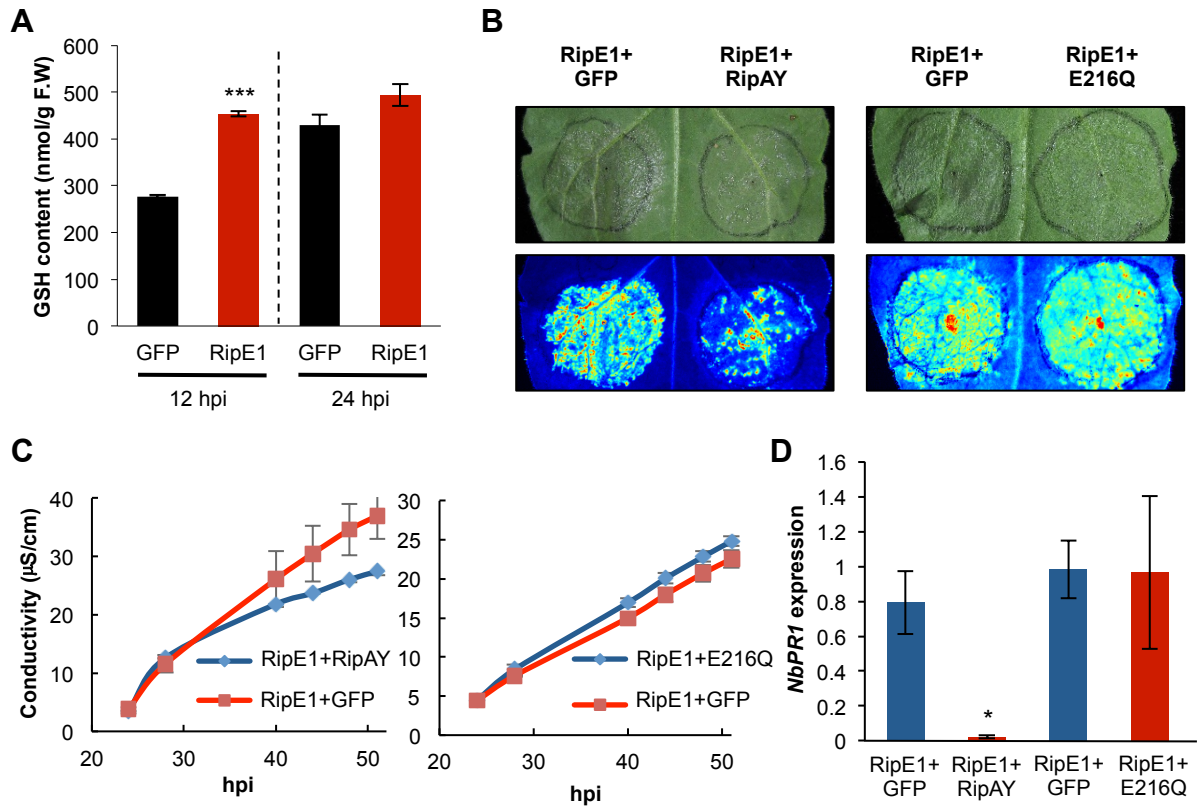 A
GSH content (nmol/g F.W)
600
500
400
300
200
100
0
***
GFP
RipE1
GFP
RipE1
12 hpi
24 hpi
B
RipE1+
GFP
RipE1+
RipAY
RipE1+
GFP
RipE1+
E216Q
C
Conductivity (µS/cm)
40
30
20
10
0
20
30
40
50
hpi
RipE1+RipAY
RipE1+GFP
30
25
20
15
10
5
0
20
30
40
50
hpi
RipE1+E216Q
RipE1+GFP
D
NbPR1 expression
1.6
1.4
1.2
1
0.8
0.6
0.4
0.2
0
*
RipE1+
GFP
RipE1+
RipAY
RipE1+
GFP
RipE1+
E216Q